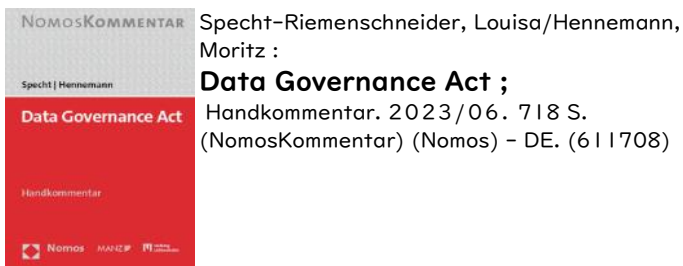 NOMOSKOMMENTAR
Specht | Hennemann
Data Governance Act
Handkommentar
Nomos MANZ
Specht-Riemenschneider, Louisa/Hennemann,
Moritz :
Data Governance Act ;
Handkommentar. 2023/06. 718 S.
(NomosKommentar) (Nomos) - DE. (611708)